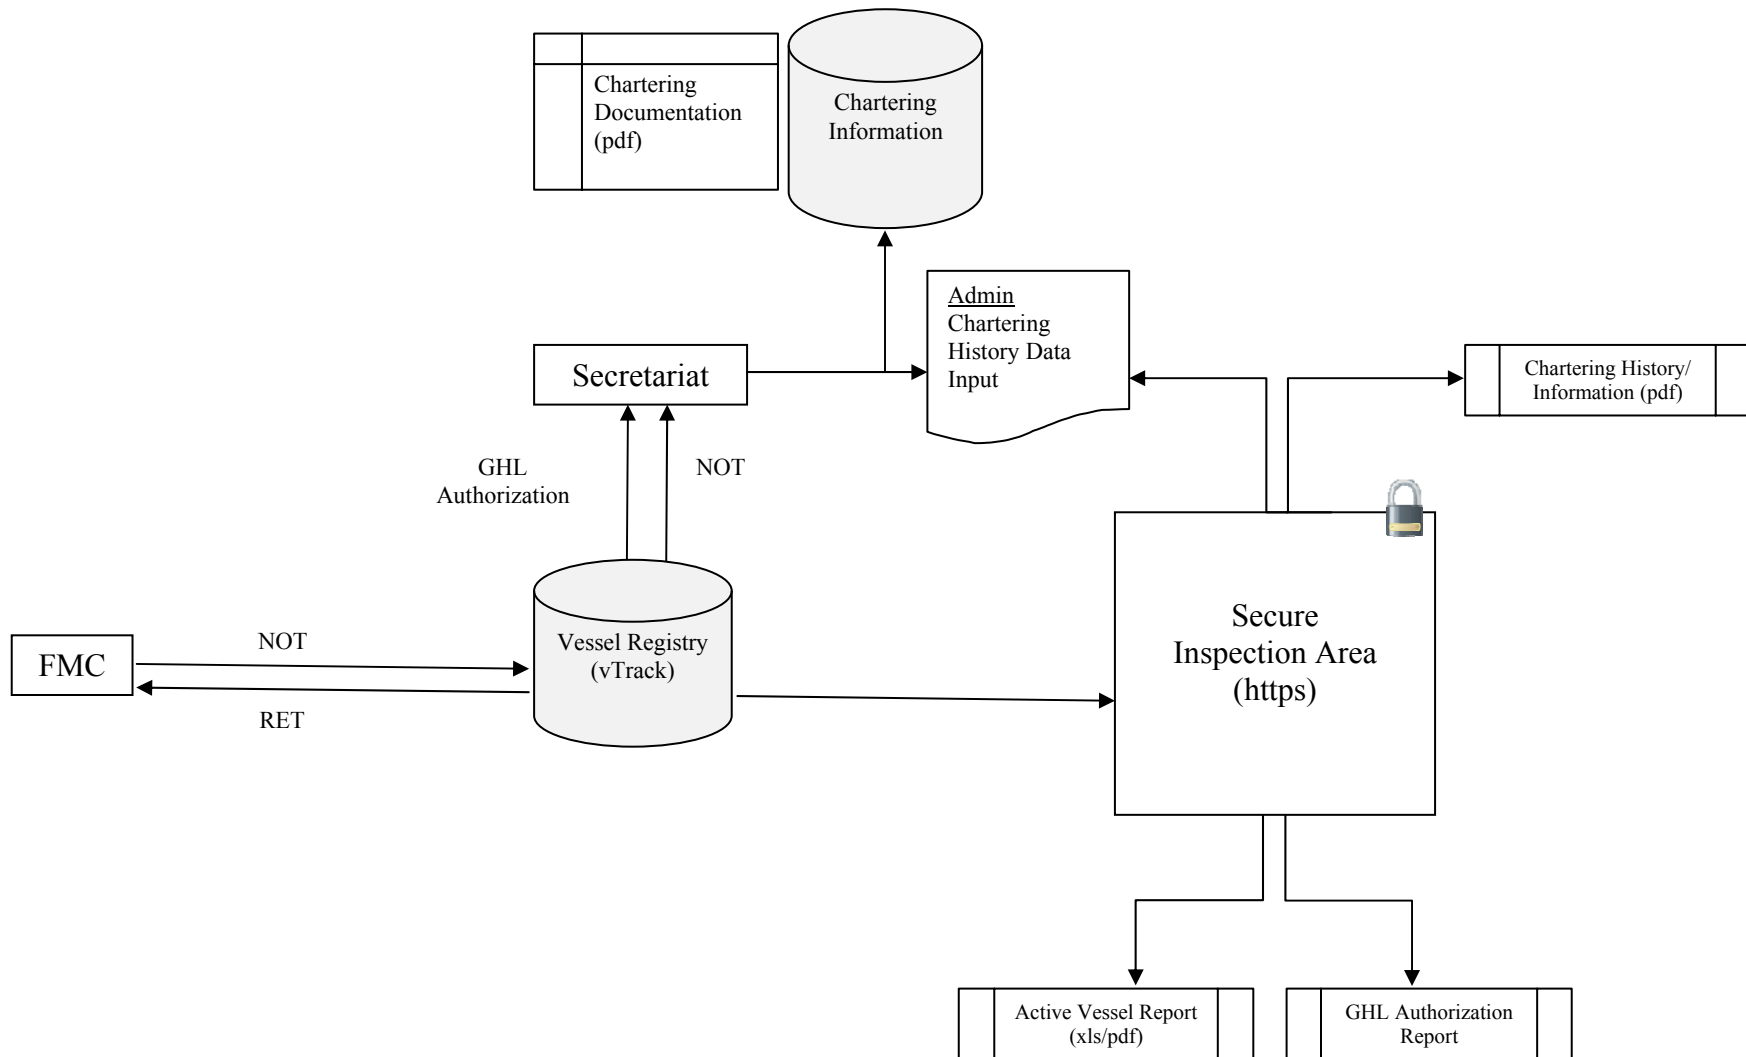 Chartering
Documentation
(pdf)
Chartering
Information
Admin
Chartering
History Data
Input
Secretariat
Chartering History/
Information (pdf)
GHL
Authorization
NOT
Secure
Inspection Area
(https)
NOT
Vessel Registry
(vTrack)
FMC
RET
Active Vessel Report
(xls/pdf)
GHL Authorization
Report